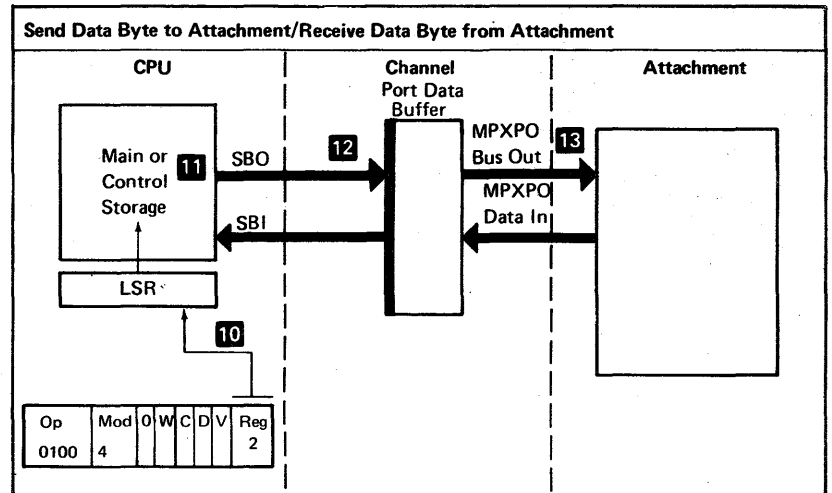 Send Data Byte to Attachment/Receive Data Byte from Attachment
CPU
Channel
Attachment
Port Data
Buffer
Main or
Control
Storage
11
SBO
12
MPXPO
Bus Out
13
SBI
MPXPO
Data In
LSR
10
Op
Mod
0
W
C
D
V
Reg
0100
4
2